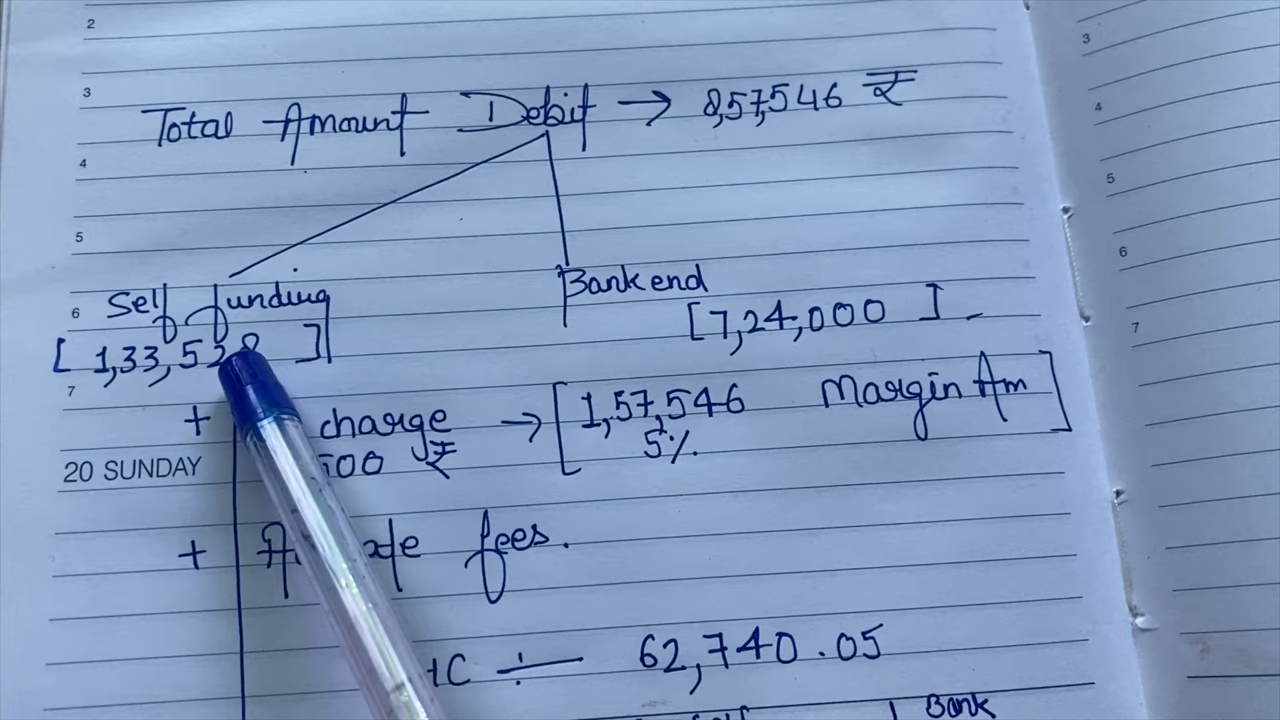 2
3
Total Amount Debit → 8,57,546 ₹
4
5
6 Self funding
Bank end
[ 1,33,528 ]
[7,24,000 ] -
7
+ charge → [1,57,546 Margin Am]
500 ₹ 5%
20 SUNDAY
+ fees.
÷ 62,740.05
Bank
3
4
5
6
7